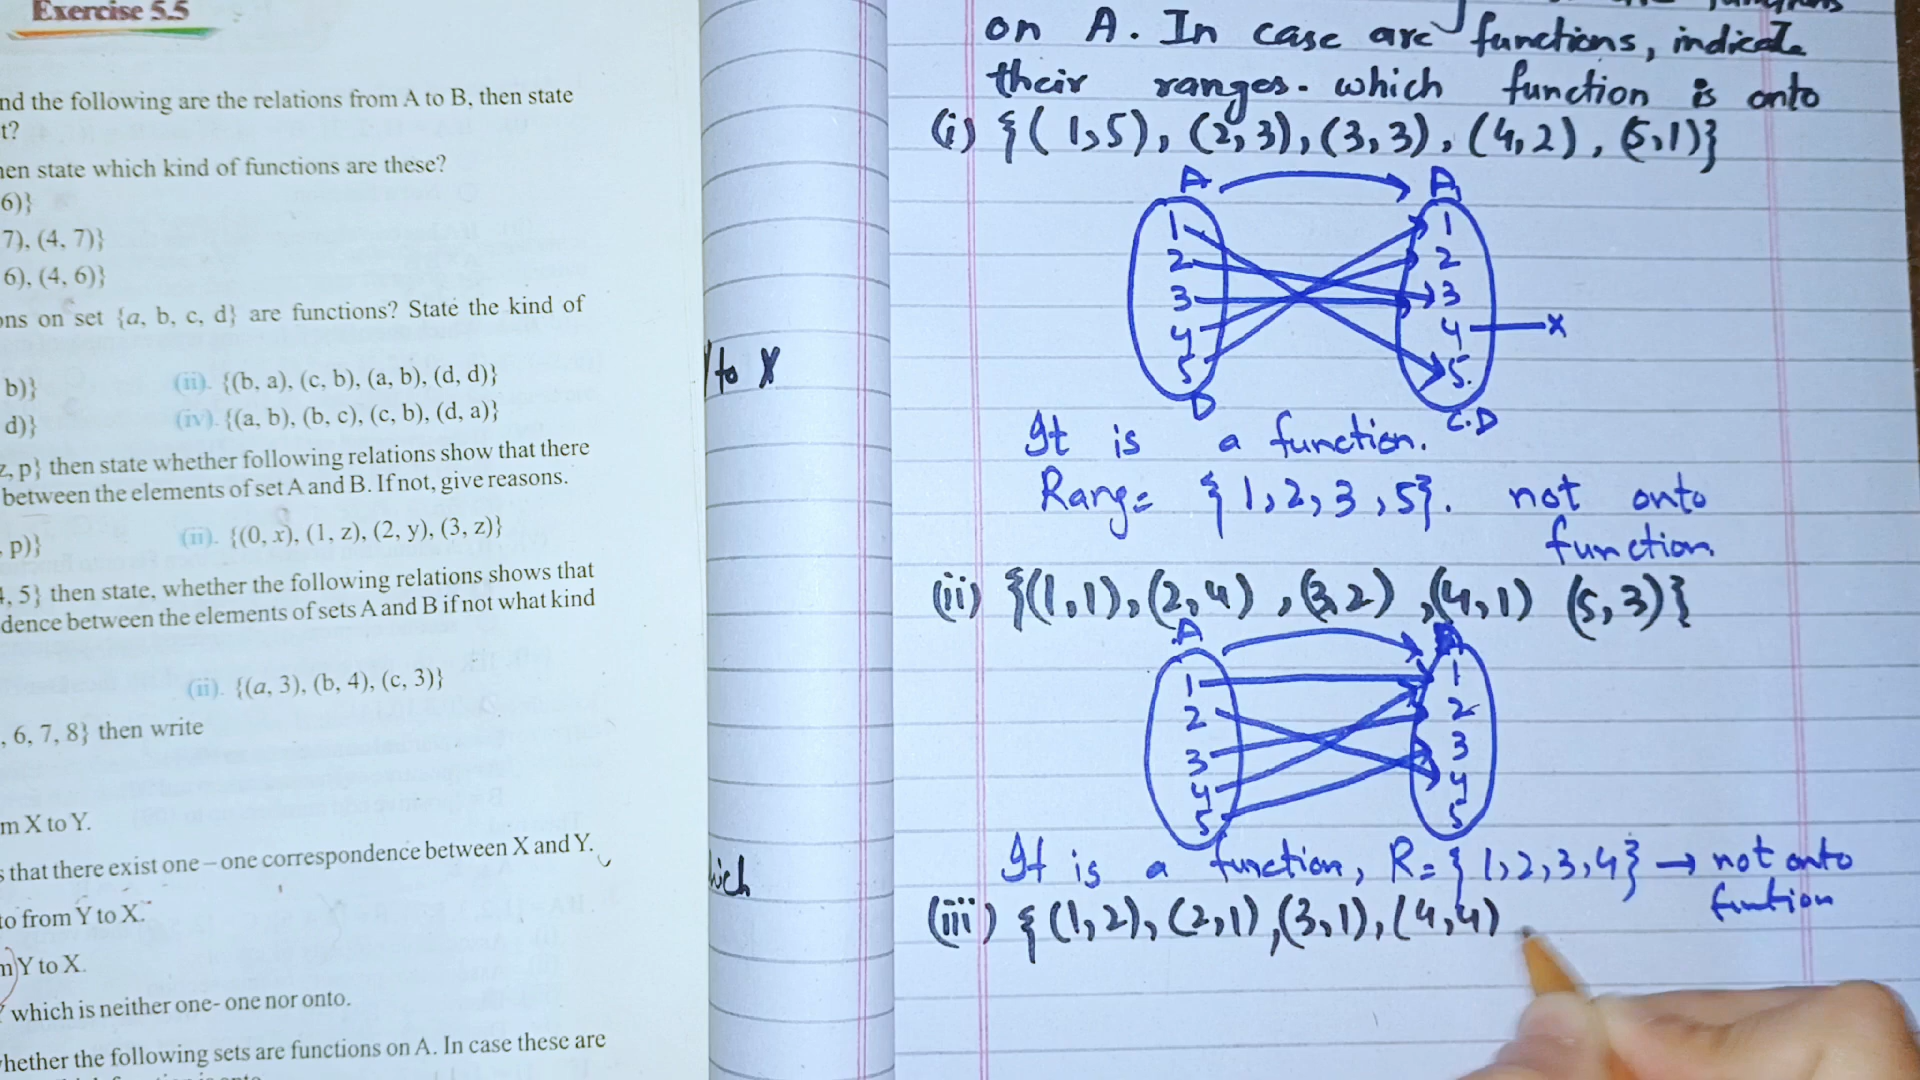 Exercise 5.5
nd the following are the relations from A to B, then state
t?
en state which kind of functions are these?
6)}
7), (4, 7)}
6), (4, 6)}
ons on set {a, b, c, d} are functions? State the kind of
b)} (ii). {(b, a), (c, b), (a, b), (d, d)}
d)} (iv). {(a, b), (b, c), (c, b), (d, a)}
z, p} then state whether following relations show that there
between the elements of set A and B. If not, give reasons.
, p)} (ii). {(0, x), (1, z), (2, y), (3, z)}
4, 5} then state, whether the following relations shows that
dence between the elements of sets A and B if not what kind
(ii). {(a, 3), (b, 4), (c, 3)}
, 6, 7, 8} then write
m X to Y.
s that there exist one – one correspondence between X and Y.
to from Y to X.
n Y to X.
which is neither one- one nor onto.
hether the following sets are functions on A. In case these are
Y to X
hich
functions
on A. In case are functions, indicate
their ranges. which function is onto
(i) {(1,5), (2,3), (3,3), (4,2), (5,1)}
A A
1 1
2 2
3 3
4 4 x
5 5.
D C.D
It is a function.
Range {1,2,3,5}. not onto
function
(ii) {(1,1), (2,4), (3,2), (4,1) (5,3)}
A A
1 1
2 2
3 3
4 4
5 5
It is a function, R= {1,2,3,4} → not onto
funtion
(iii) {(1,2), (2,1), (3,1), (4,4)